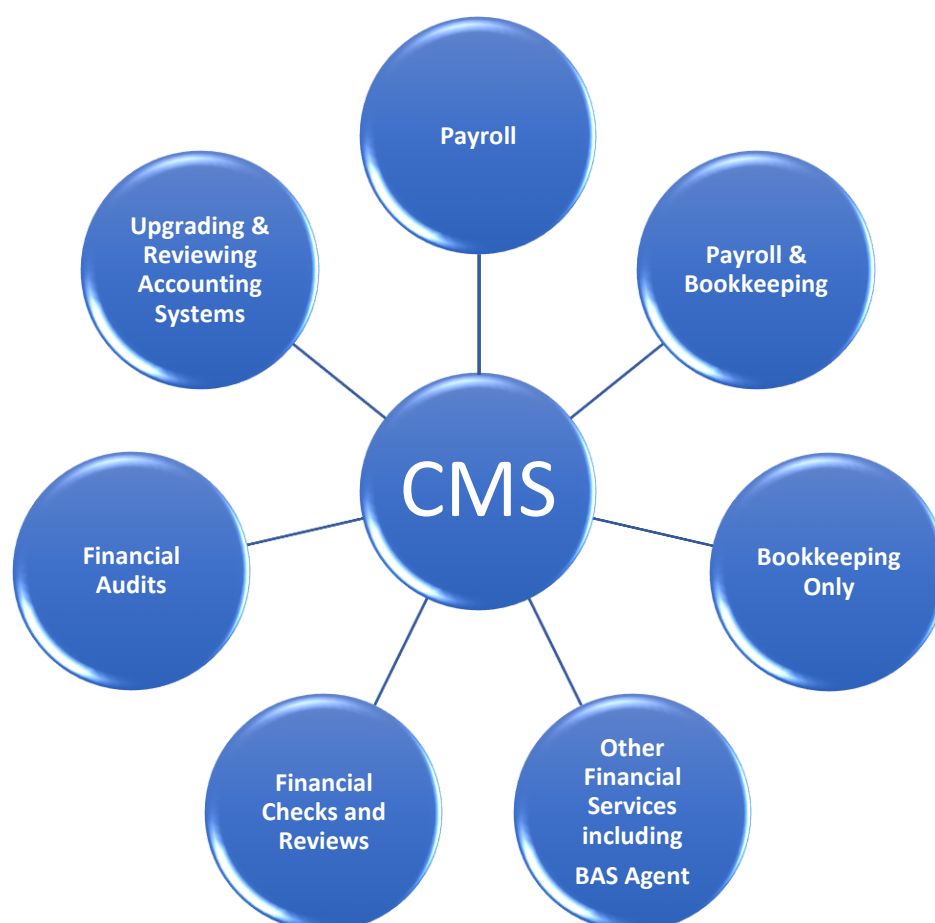 Payroll
Upgrading &
Reviewing
Accounting
Systems
Payroll &
Bookkeeping
CMS
Financial
Audits
Bookkeeping
Only
Financial
Checks and
Reviews
Other
Financial
Services
including
BAS Agent